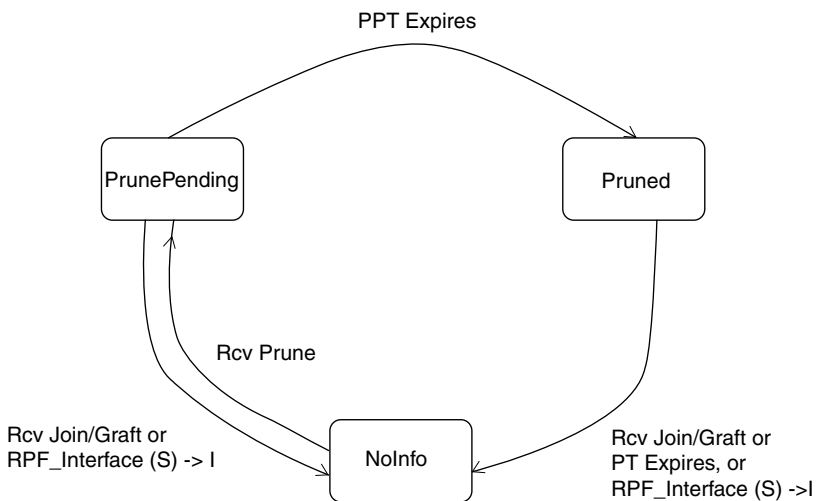 PPT Expires
PrunePending
Pruned
Rcv Prune
Rcv Join/Graft or
RPF_Interface (S) -> I
NoInfo
Rcv Join/Graft or
PT Expires, or
RPF_Interface (S) ->I